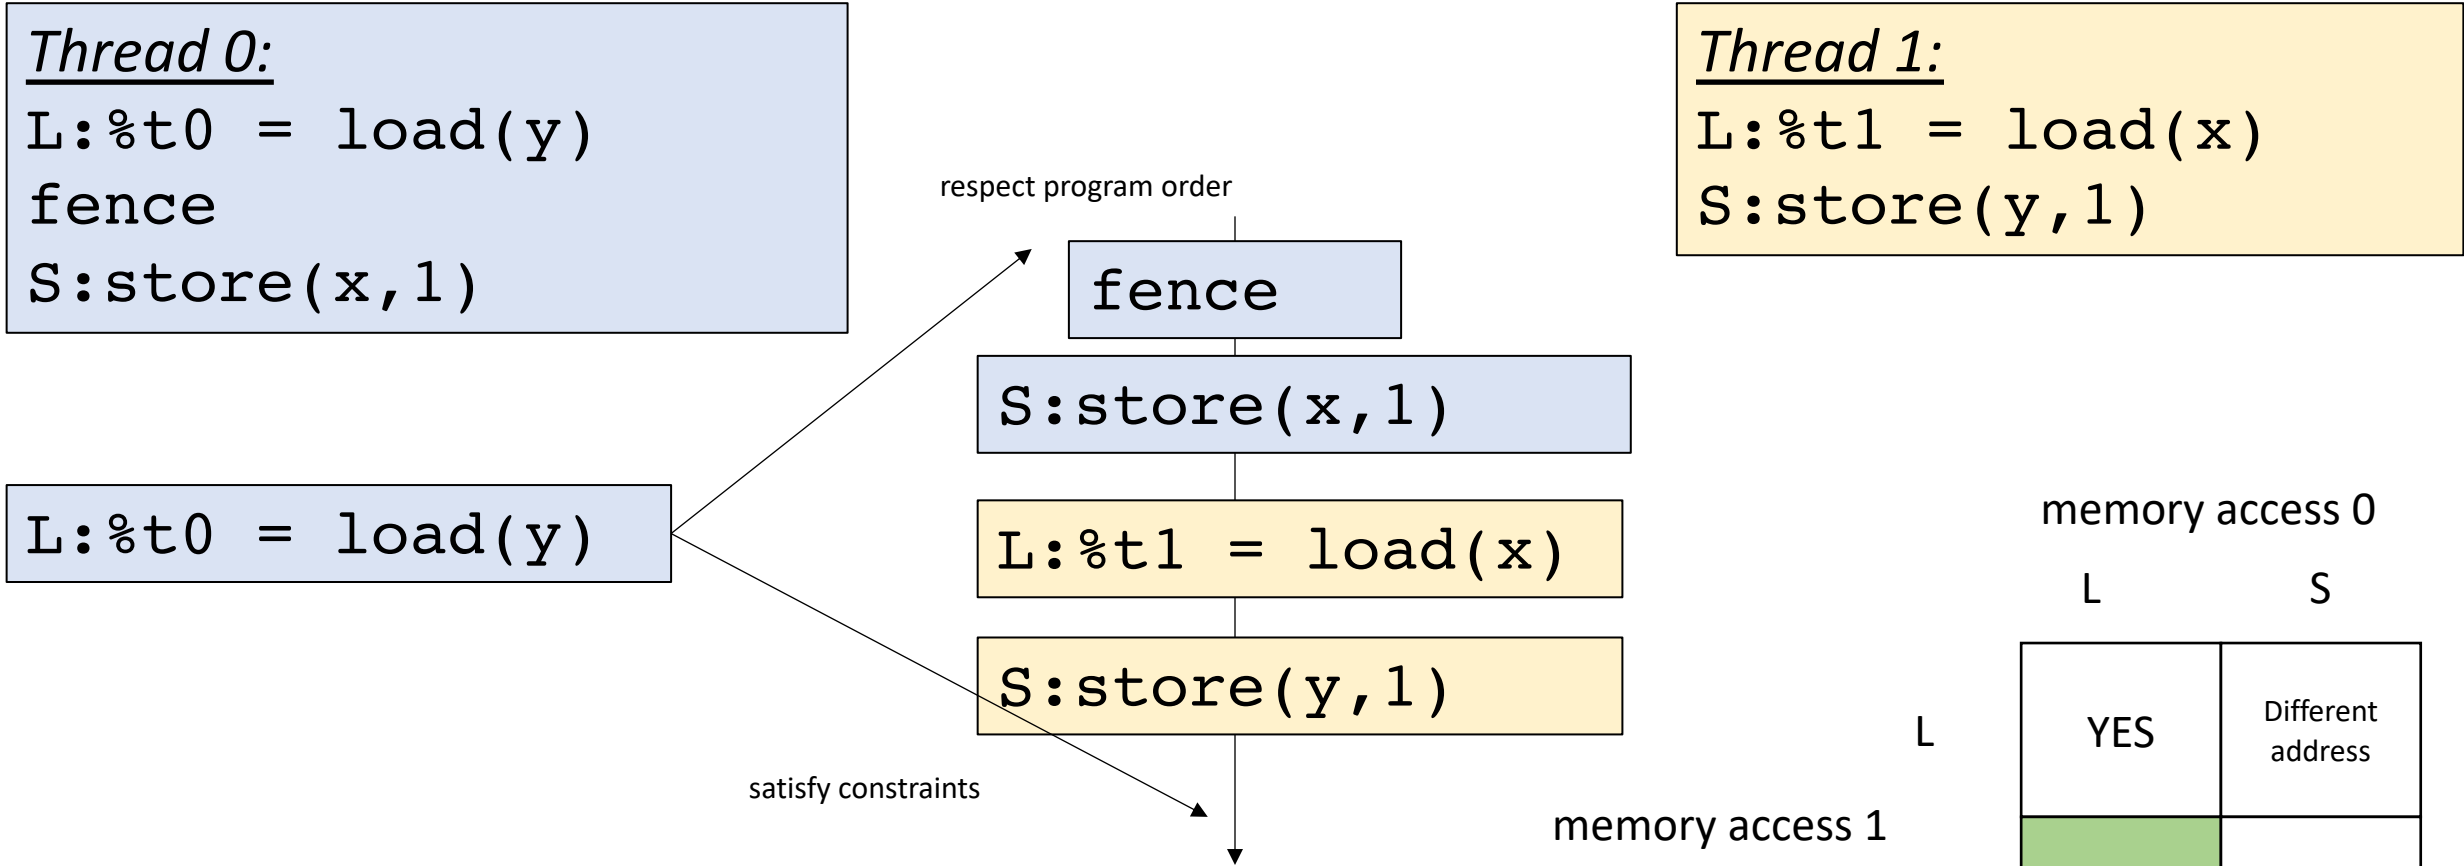 Thread 0:
L:%t0 = load(y)
fence
S:store(x,1)
Thread 1:
L:%t1 = load(x)
S:store(y,1)
respect program order
fence
S:store(x,1)
L:%t0 = load(y)
L:%t1 = load(x)
S:store(y,1)
satisfy constraints
memory access 0
L S
L YES Different
address
memory access 1